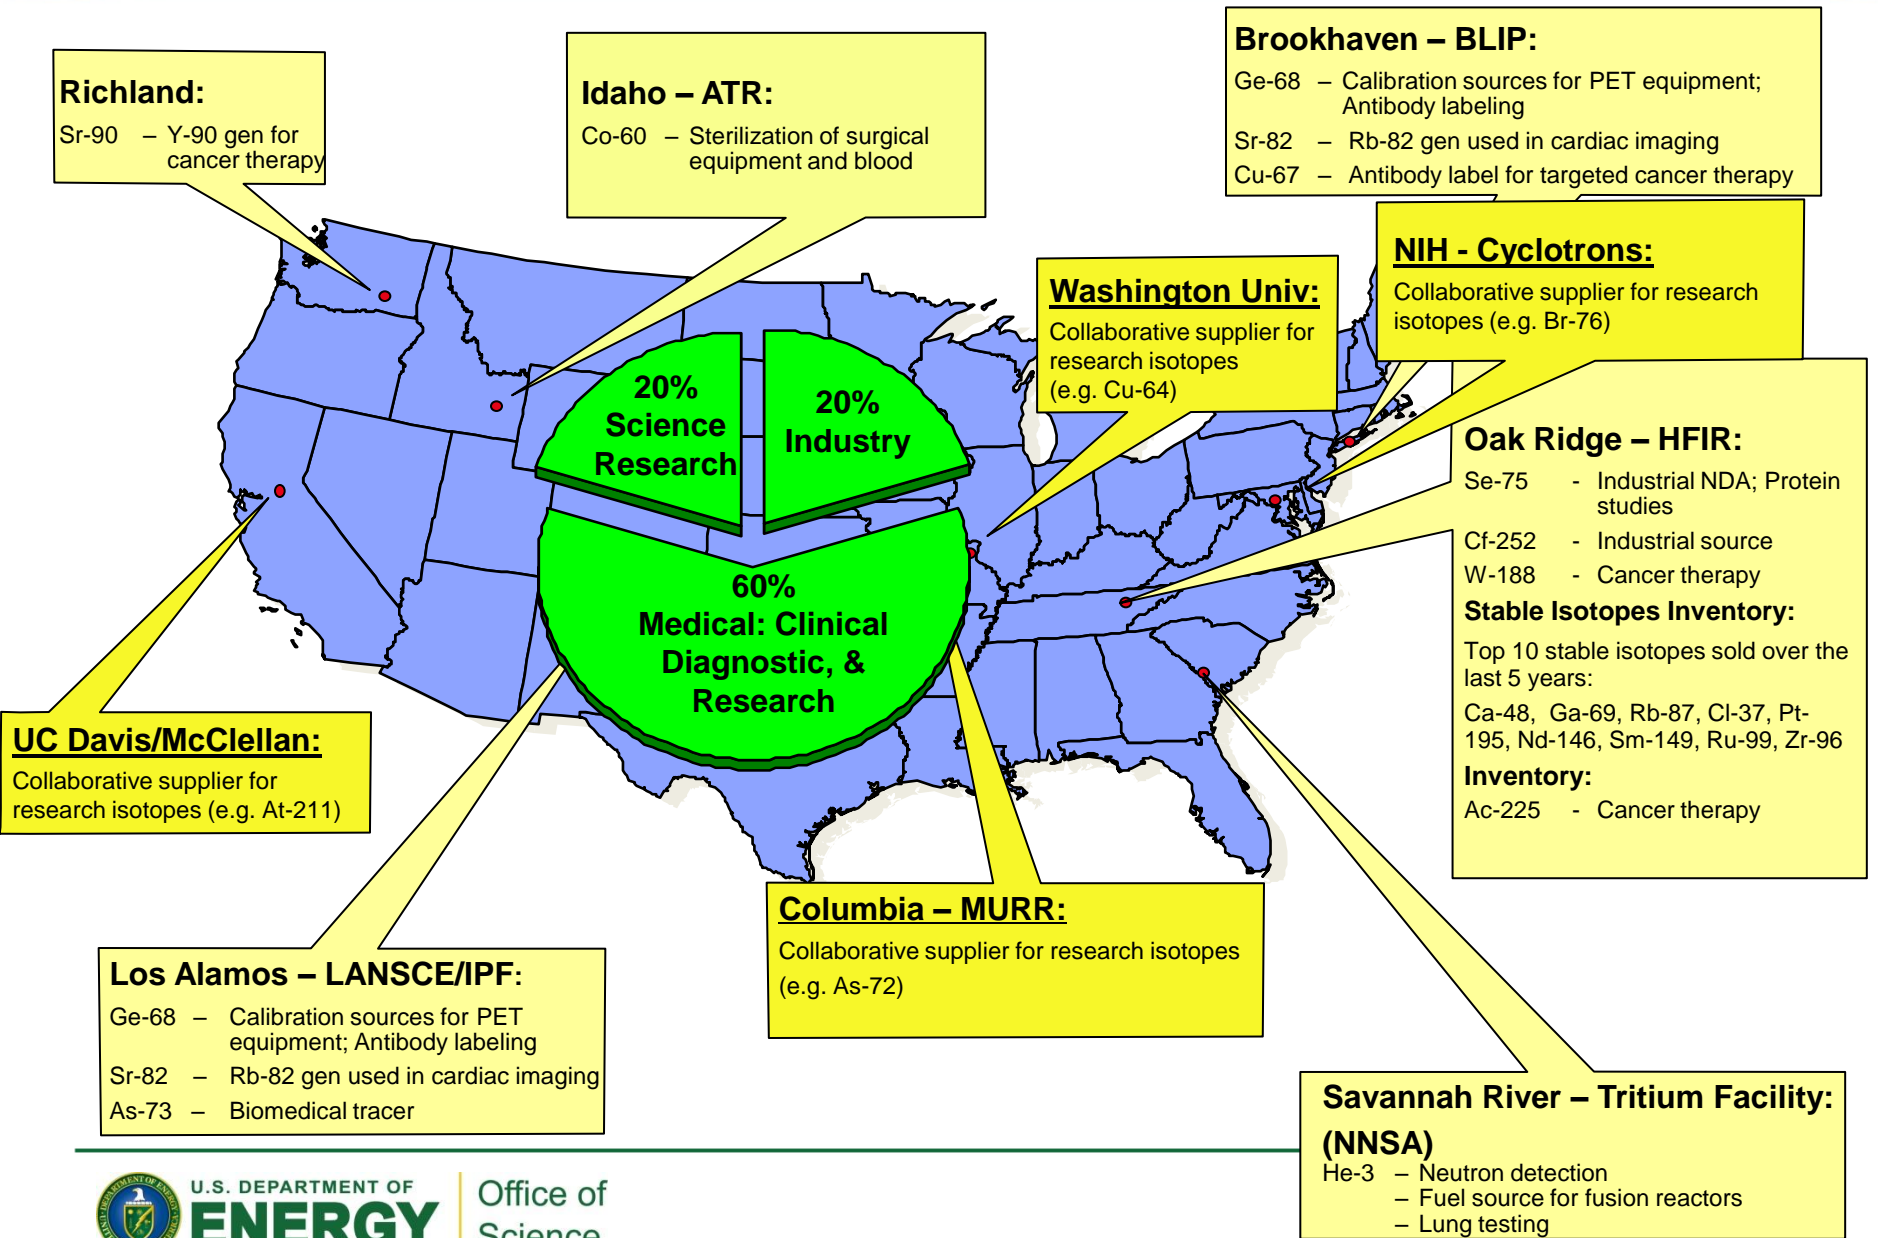 Richland:
Sr-90 – Y-90 gen for
cancer therapy
Idaho – ATR:
Co-60 – Sterilization of surgical
equipment and blood
Brookhaven – BLIP:
Ge-68 – Calibration sources for PET equipment;
Antibody labeling
Sr-82 – Rb-82 gen used in cardiac imaging
Cu-67 – Antibody label for targeted cancer therapy
NIH - Cyclotrons:
Collaborative supplier for research
isotopes (e.g. Br-76)
Washington Univ:
Collaborative supplier for
research isotopes
(e.g. Cu-64)
20%
Science
Research
20%
Industry
60%
Medical: Clinical
Diagnostic, &
Research
Oak Ridge – HFIR:
Se-75 - Industrial NDA; Protein
studies
Cf-252 - Industrial source
W-188 - Cancer therapy
Stable Isotopes Inventory:
Top 10 stable isotopes sold over the
last 5 years:
Ca-48, Ga-69, Rb-87, Cl-37, Pt-
195, Nd-146, Sm-149, Ru-99, Zr-96
Inventory:
Ac-225 - Cancer therapy
UC Davis/McClellan:
Collaborative supplier for
research isotopes (e.g. At-211)
Columbia – MURR:
Collaborative supplier for research isotopes
(e.g. As-72)
Los Alamos – LANSCE/IPF:
Ge-68 – Calibration sources for PET
equipment; Antibody labeling
Sr-82 – Rb-82 gen used in cardiac imaging
As-73 – Biomedical tracer
Savannah River – Tritium Facility:
(NNSA)
He-3 – Neutron detection
– Fuel source for fusion reactors
– Lung testing
U.S. DEPARTMENT OF
ENERGY
Office of
Science